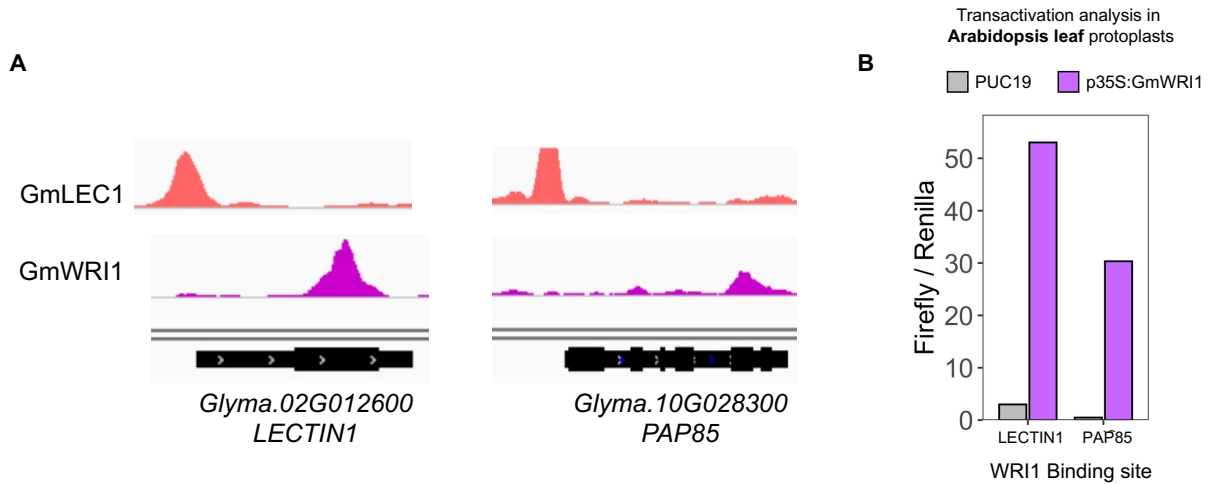 A
GmLEC1
GmWRI1
Glyma.02G012600
LECTIN1
Glyma.10G028300
PAP85
Transactivation analysis in
Arabidopsis leaf protoplasts
B
PUC19
p35S:GmWRI1
Firefly / Renilla
50
40
30
20
10
0
LECTIN1
PAP85
WRI1 Binding site